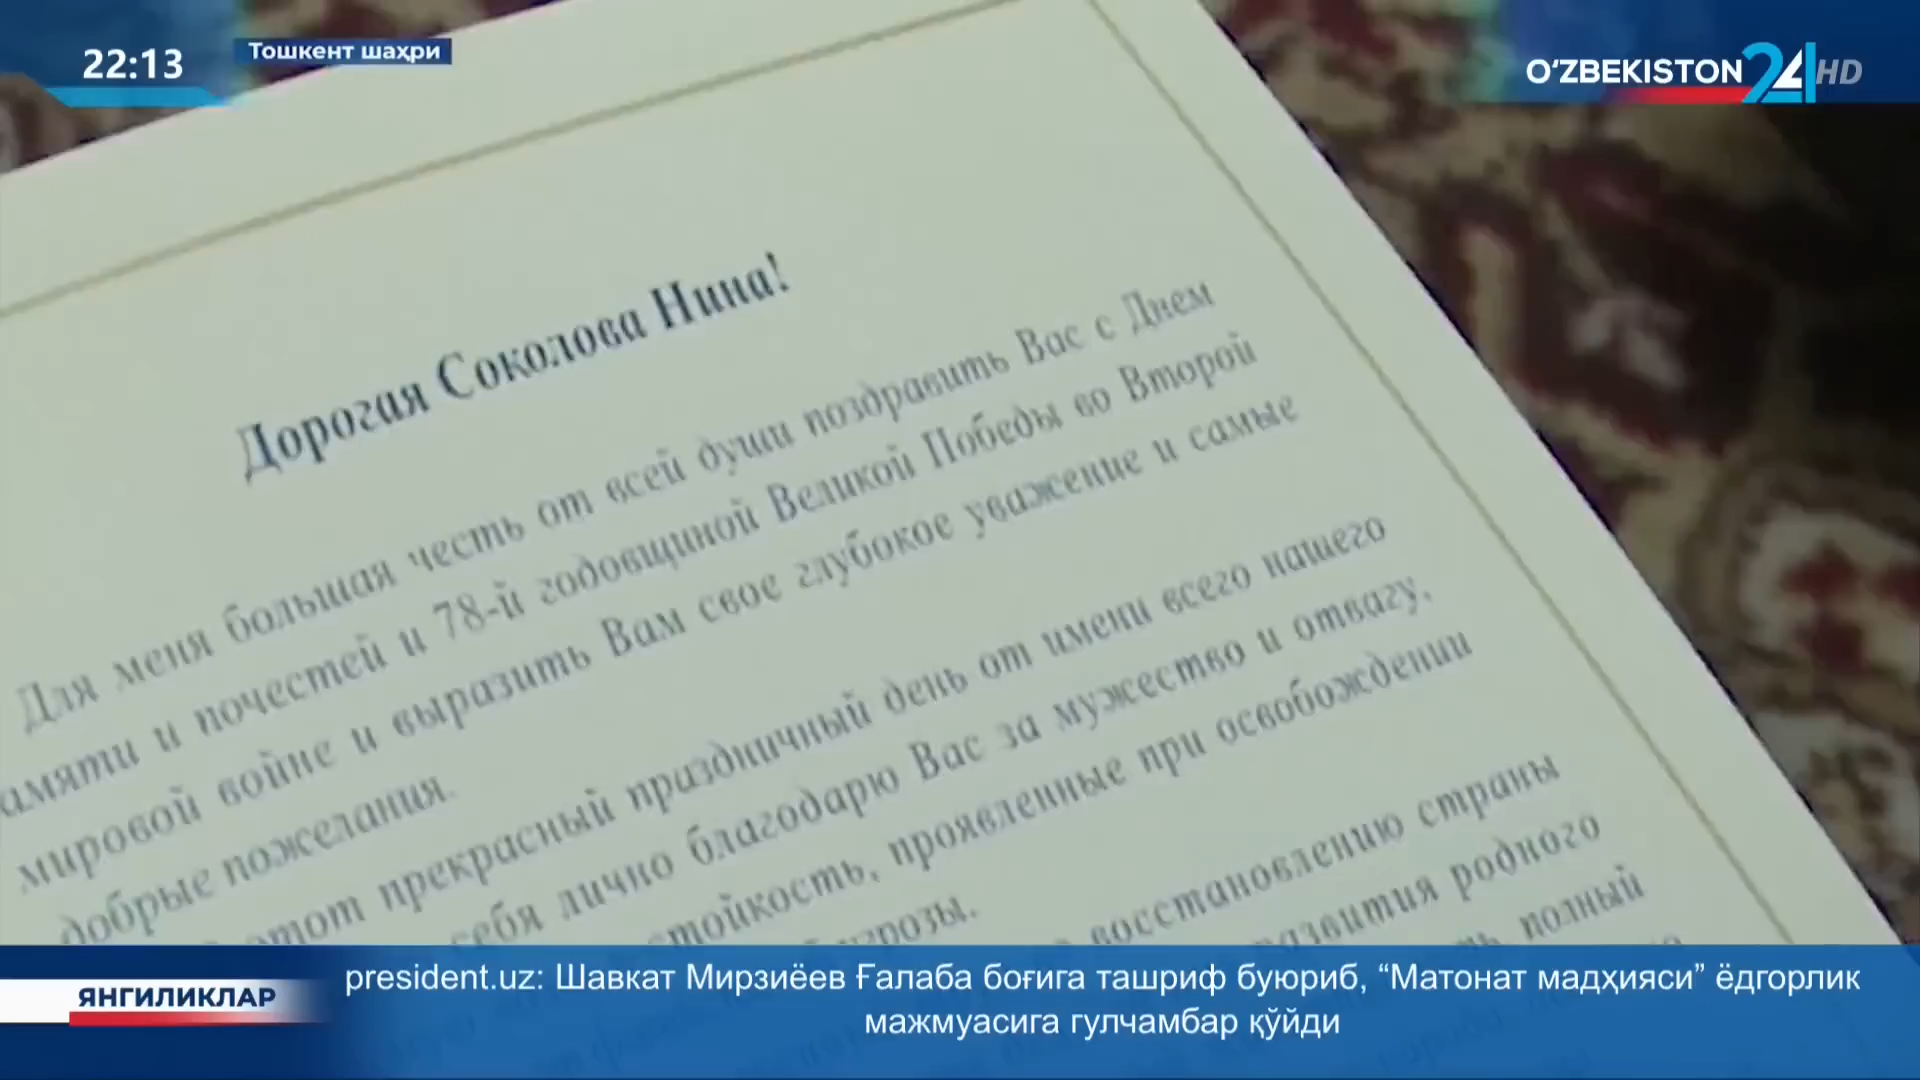 22:13
Тошкент шаҳри
O‘ZBEKISTON 24 HD
Дорогая Соколова Нина!
Для меня большая честь от всей души поздравить Вас с Днем
амяти и почестей и 78-й годовщиной Великой Победы во Второй
мировой войне и выразить Вам свое глубокое уважение и самые
добрые пожелания.
этот прекрасный праздничный день от имени всего нашего
себя лично благодарю Вас за мужество и отвагу,
стойкость, проявленные при освобождении
угрозы.
восстановлению страны
развития родного
полный
ЯНГИЛИКЛАР
president.uz: Шавкат Мирзиёев Ғалаба боғига ташриф буюриб, “Матонат мадҳияси” ёдгорлик
мажмуасига гулчамбар қўйди